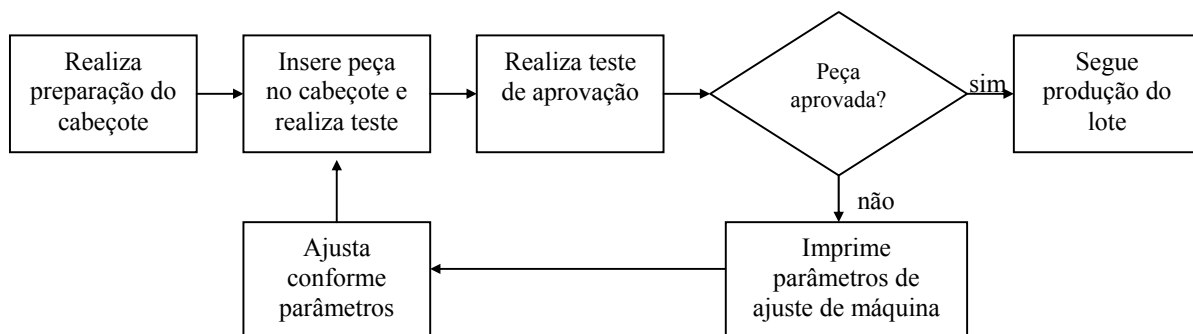 Realiza
preparação do
cabeçote
Insere peça
no cabeçote e
realiza teste
Realiza teste
de aprovação
Peça
aprovada?
sim
Segue
produção do
lote
não
Imprime
parâmetros de
ajuste de máquina
Ajusta
conforme
parâmetros